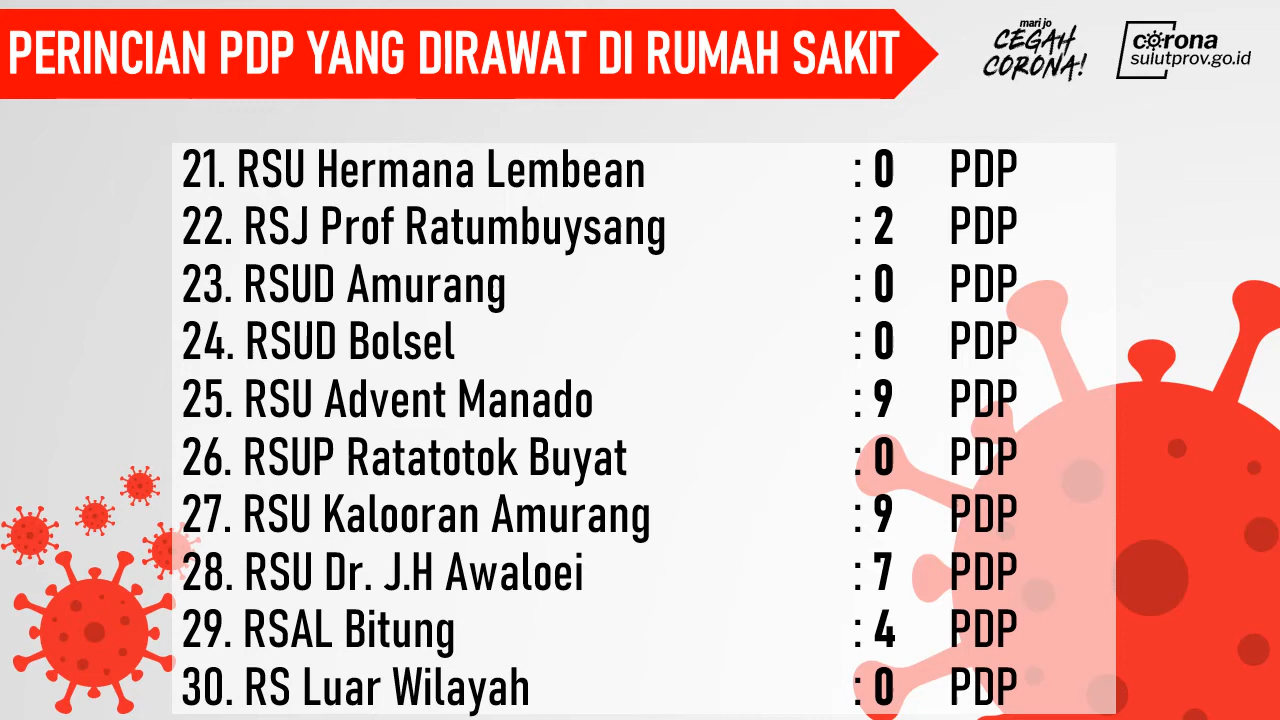 PERINCIAN PDP YANG DIRAWAT DI RUMAH SAKIT
mari jo
CEGAH
CORONA!
corona
sulutprov.go.id
21. RSU Hermana Lembean : 0 PDP
22. RSJ Prof Ratumbuysang : 2 PDP
23. RSUD Amurang : 0 PDP
24. RSUD Bolsel : 0 PDP
25. RSU Advent Manado : 9 PDP
26. RSUP Ratatotok Buyat : 0 PDP
27. RSU Kalooran Amurang : 9 PDP
28. RSU Dr. J.H Awaloei : 7 PDP
29. RSAL Bitung : 4 PDP
30. RS Luar Wilayah : 0 PDP